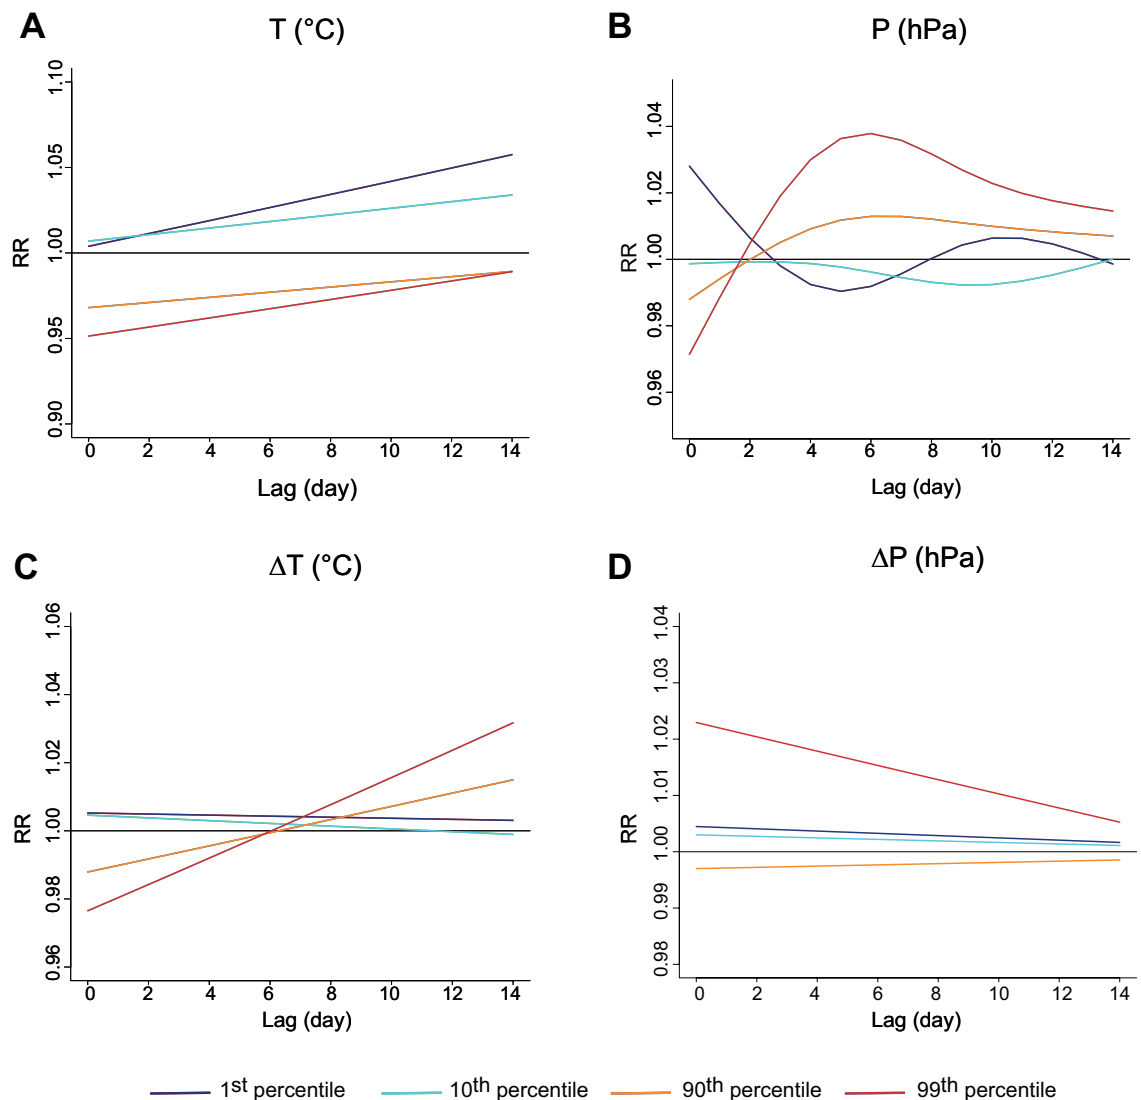 A
T (°C)
1.10
1.05
1.00
0.95
0.90
RR
0 2 4 6 8 10 12 14
Lag (day)
B
P (hPa)
1.04
1.02
1.00
0.98
0.96
RR
0 2 4 6 8 10 12 14
Lag (day)
C
ΔT (°C)
1.06
1.04
1.02
1.00
0.98
0.96
RR
0 2 4 6 8 10 12 14
Lag (day)
D
ΔP (hPa)
1.04
1.03
1.02
1.01
1.00
0.99
0.98
RR
0 2 4 6 8 10 12 14
Lag (day)
1st percentile 10th percentile 90th percentile 99th percentile